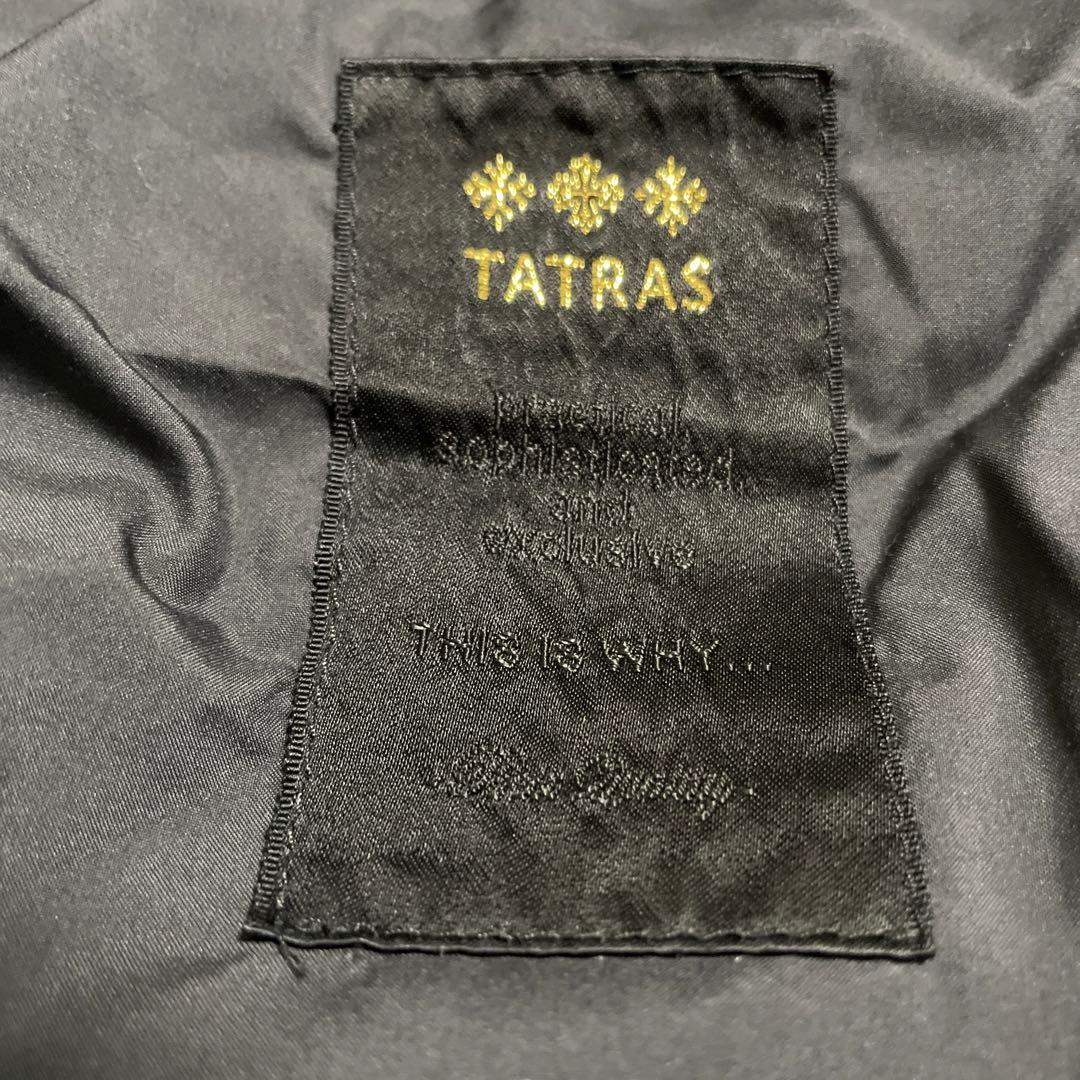 TATRAS
Practical,
sophisticated,
and
exclusive
THIS IS WHY...